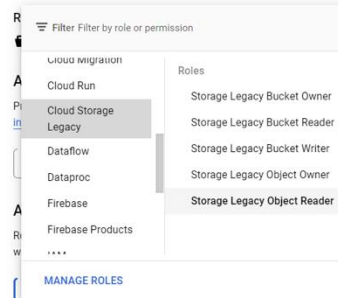 Filter Filter by role or permission
Cloud Migration
Cloud Run
Cloud Storage
Legacy
Dataflow
Dataproc
Firebase
Firebase Products
Roles
Storage Legacy Bucket Owner
Storage Legacy Bucket Reader
Storage Legacy Bucket Writer
Storage Legacy Object Owner
Storage Legacy Object Reader
MANAGE ROLES